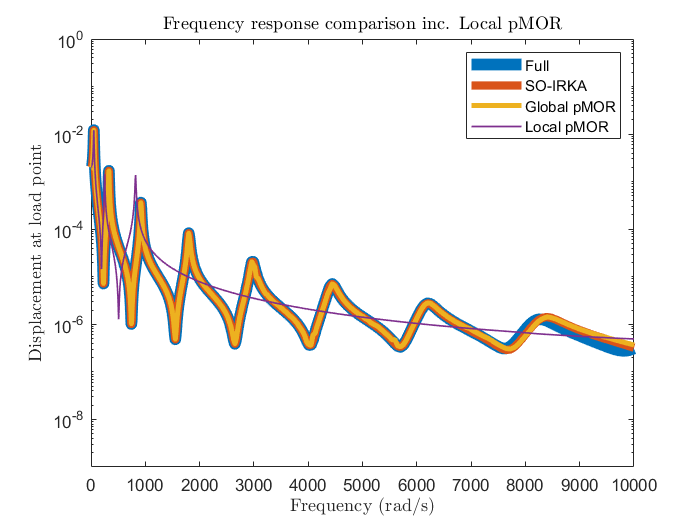 Frequency response comparison inc. Local pMOR
10^0
Full
SO-IRKA
Global pMOR
Local pMOR
10^-2
10^-4
10^-6
10^-8
Displacement at load point
0 1000 2000 3000 4000 5000 6000 7000 8000 9000 10000
Frequency (rad/s)